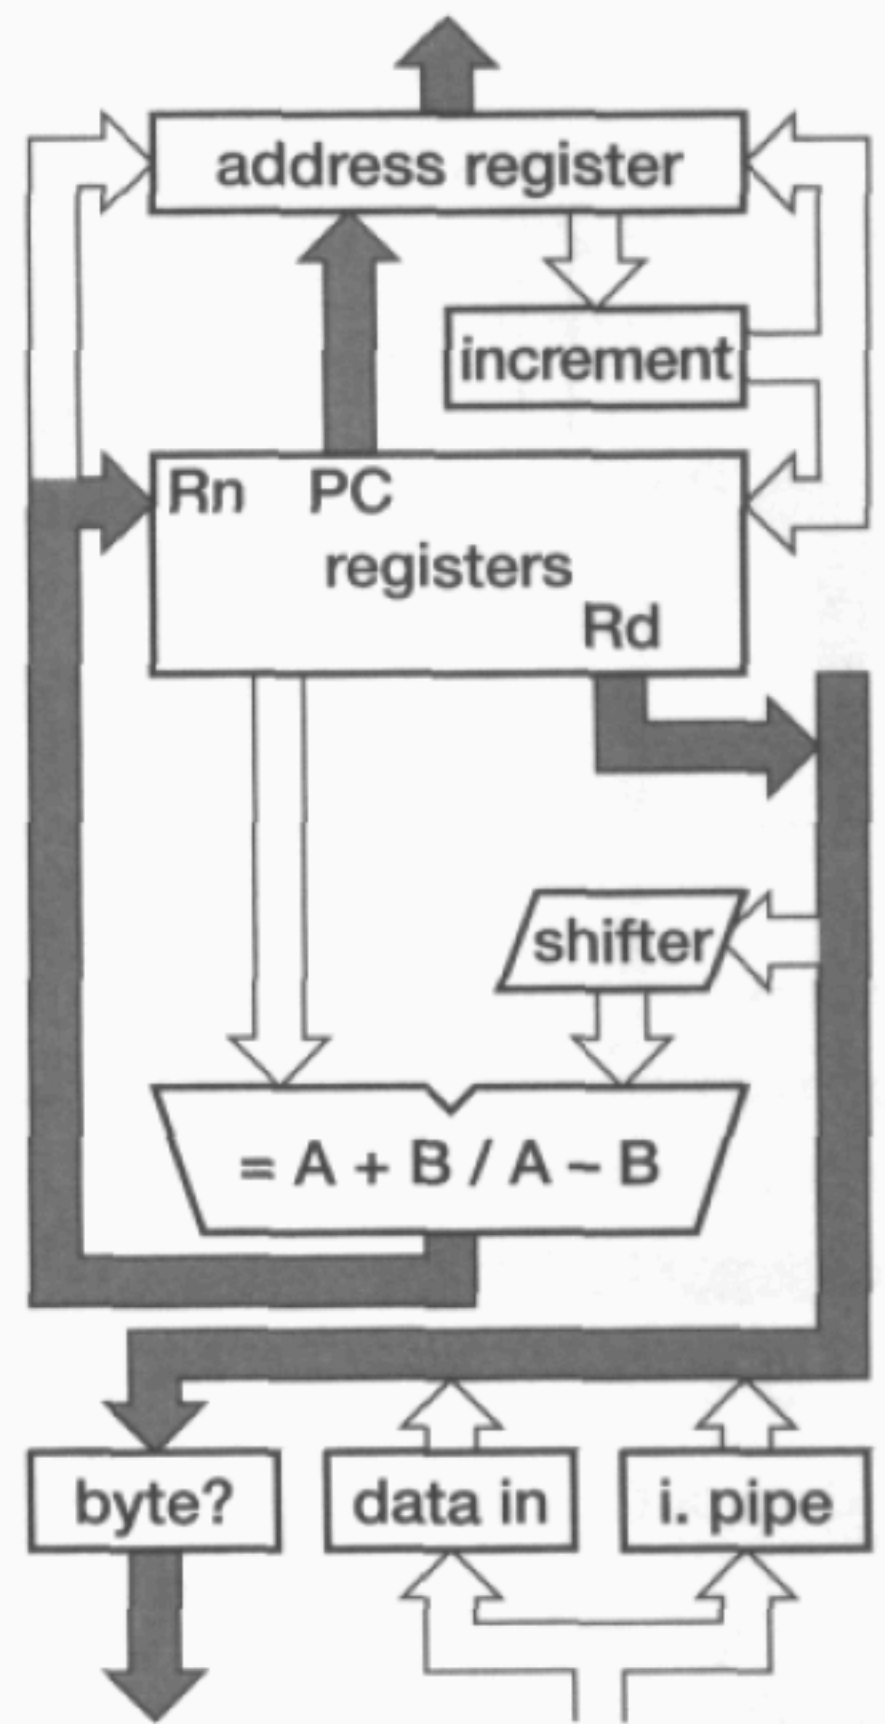 address register
increment
Rn PC
registers
Rd
shifter
= A + B / A - B
byte?
data in
i. pipe